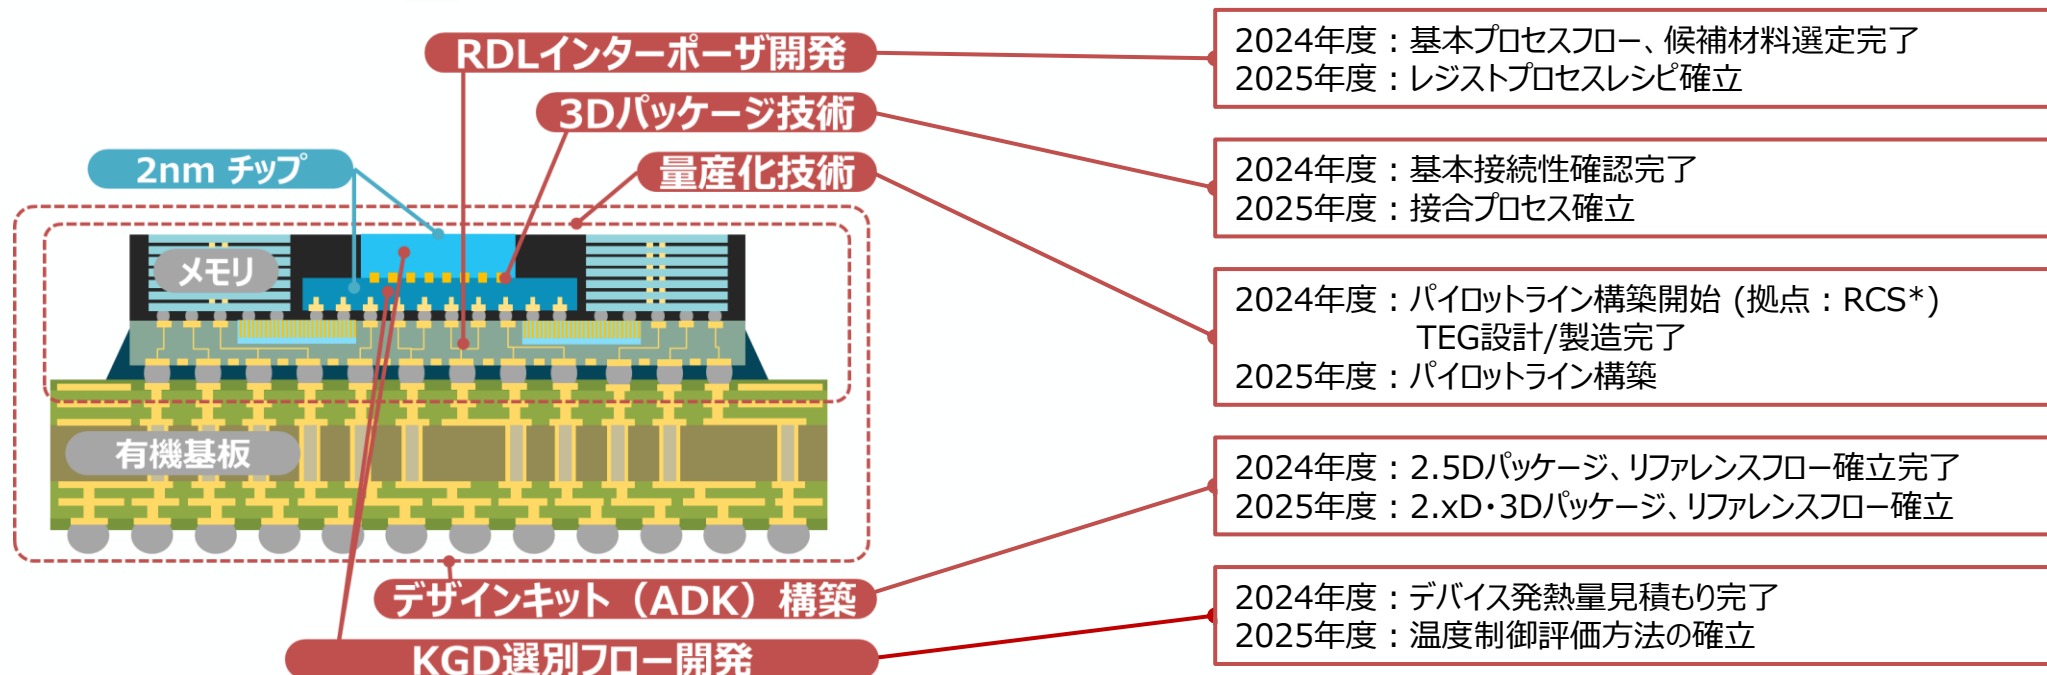 RDLインターポーザ開発
3Dパッケージ技術
量産化技術
2nm チップ
メモリ
有機基板
デザインキット（ADK）構築
KGD選別フロー開発
2024年度：基本プロセスフロー、候補材料選定完了
2025年度：レジストプロセスレシピ確立
2024年度：基本接続性確認完了
2025年度：接合プロセス確立
2024年度：パイロットライン構築開始 (拠点：RCS*)
TEG設計/製造完了
2025年度：パイロットライン構築
2024年度：2.5Dパッケージ、リファレンスフロー確立完了
2025年度：2.xD・3Dパッケージ、リファレンスフロー確立
2024年度：デバイス発熱量見積もり完了
2025年度：温度制御評価方法の確立